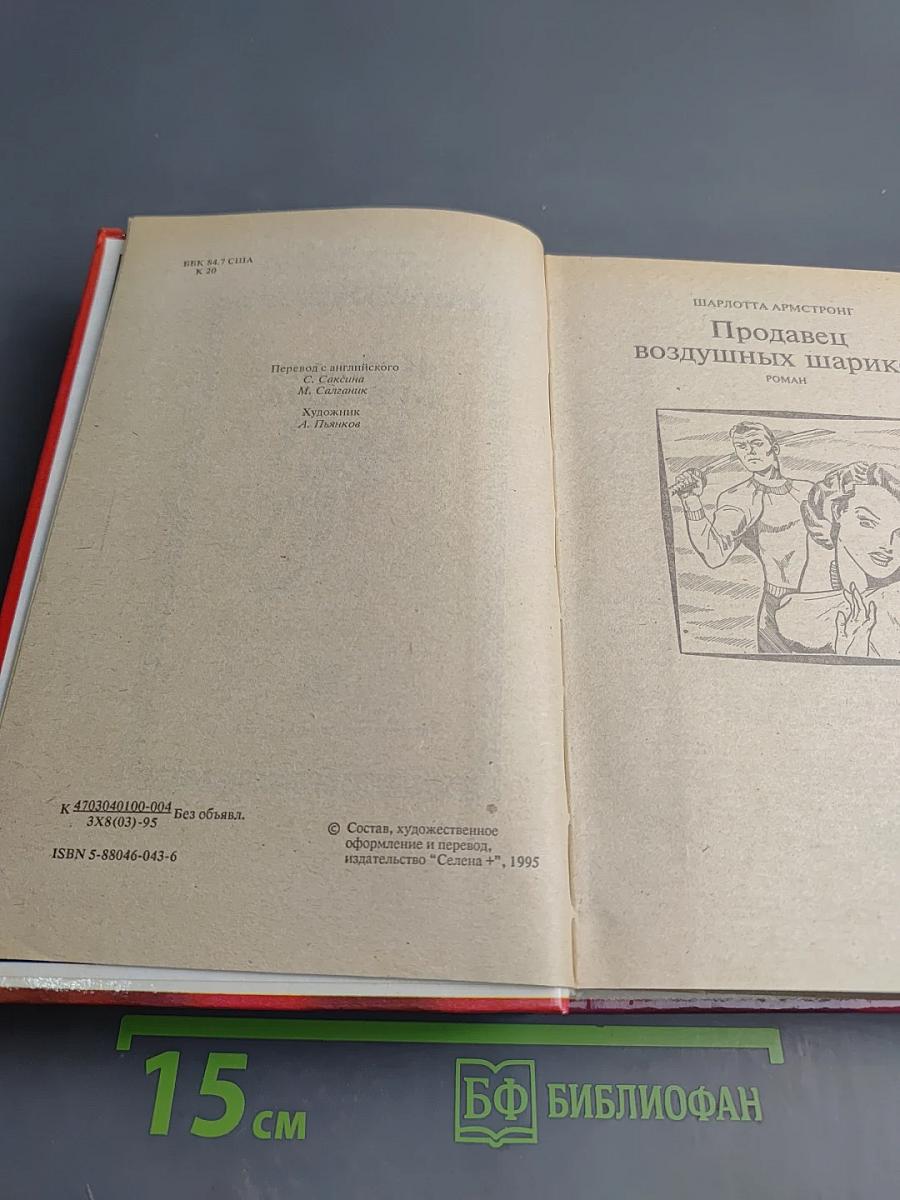 ББК 84.7 США
К 20
Перевод с английского
С. Саксина
М. Салганик
Художник
А. Пьянков
К 4703040100-004 Без объявл.
3Х8(03)-95
ISBN 5-88046-043-6
© Состав, художественное
оформление и перевод,
издательство "Селена +", 1995
ШАРЛОТТА АРМСТРОНГ
Продавец
воздушных шарико
РОМАН
15 см
БФ БИБЛИОФАН